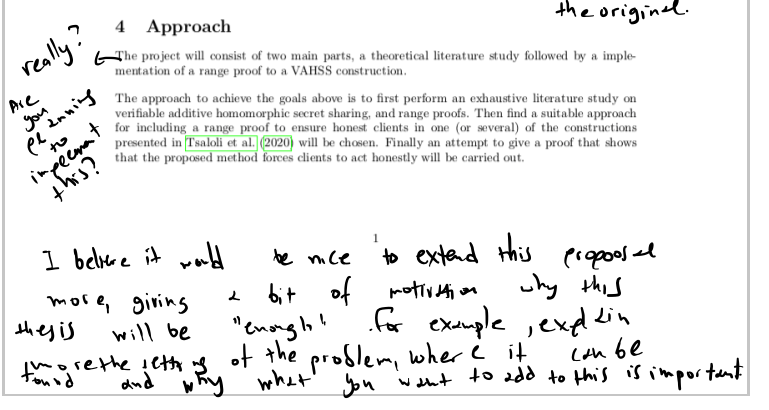 the original.
4 Approach
really?
The project will consist of two main parts, a theoretical literature study followed by a imple-
mentation of a range proof to a VAHSS construction.
Are
you
planning
to
implement
this?
The approach to achieve the goals above is to first perform an exhaustive literature study on
verifiable additive homomorphic secret sharing, and range proofs. Then find a suitable approach
for including a range proof to ensure honest clients in one (or several) of the constructions
presented in Tsaloli et al. (2020) will be chosen. Finally an attempt to give a proof that shows
that the proposed method forces clients to act honestly will be carried out.
1
I believe it would be nice to extend this proposal
more, giving a bit of motivation why this
thesis will be "enough". For example, explain
more the setting of the problem, where it can be
found and why what you want to add to this is important